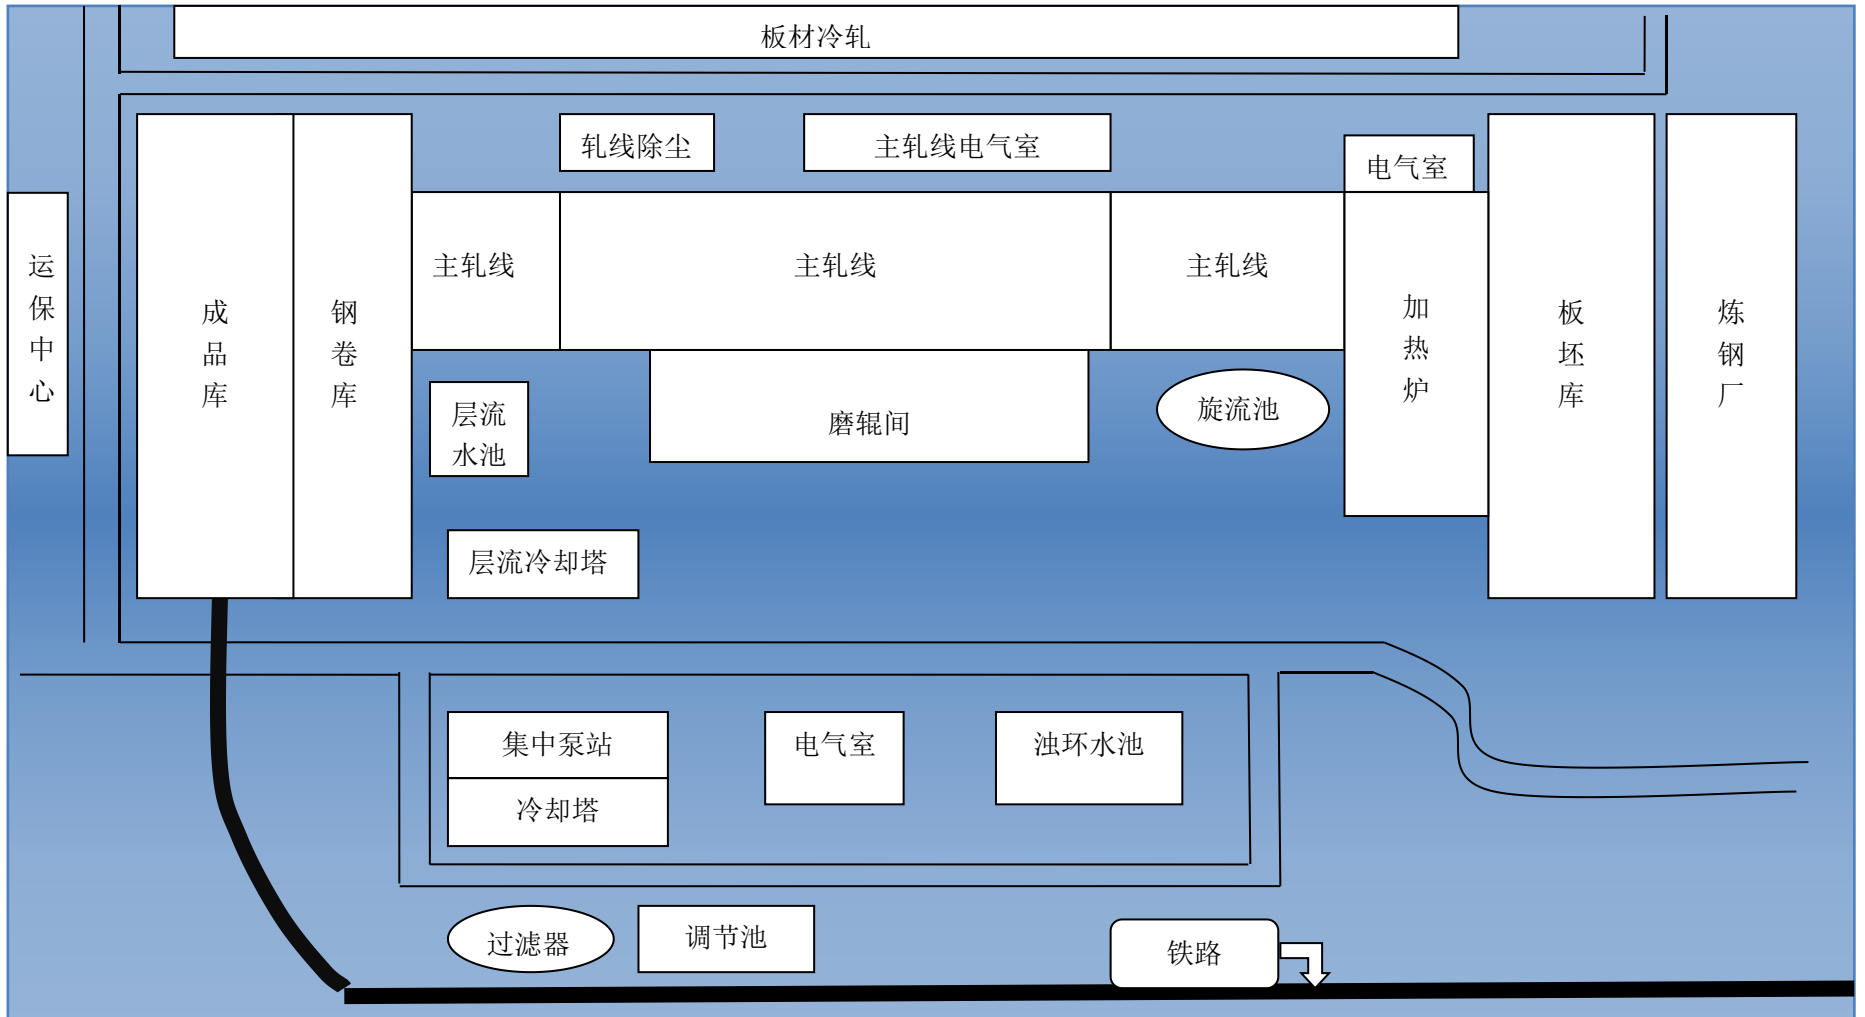 板材冷轧
轧线除尘
主轧线电气室
电气室
运保中心
成品库
钢卷库
主轧线
主轧线
主轧线
加热炉
板坯库
炼钢厂
层流
水池
磨辊间
旋流池
层流冷却塔
集中泵站
电气室
浊环水池
冷却塔
过滤器
调节池
铁路